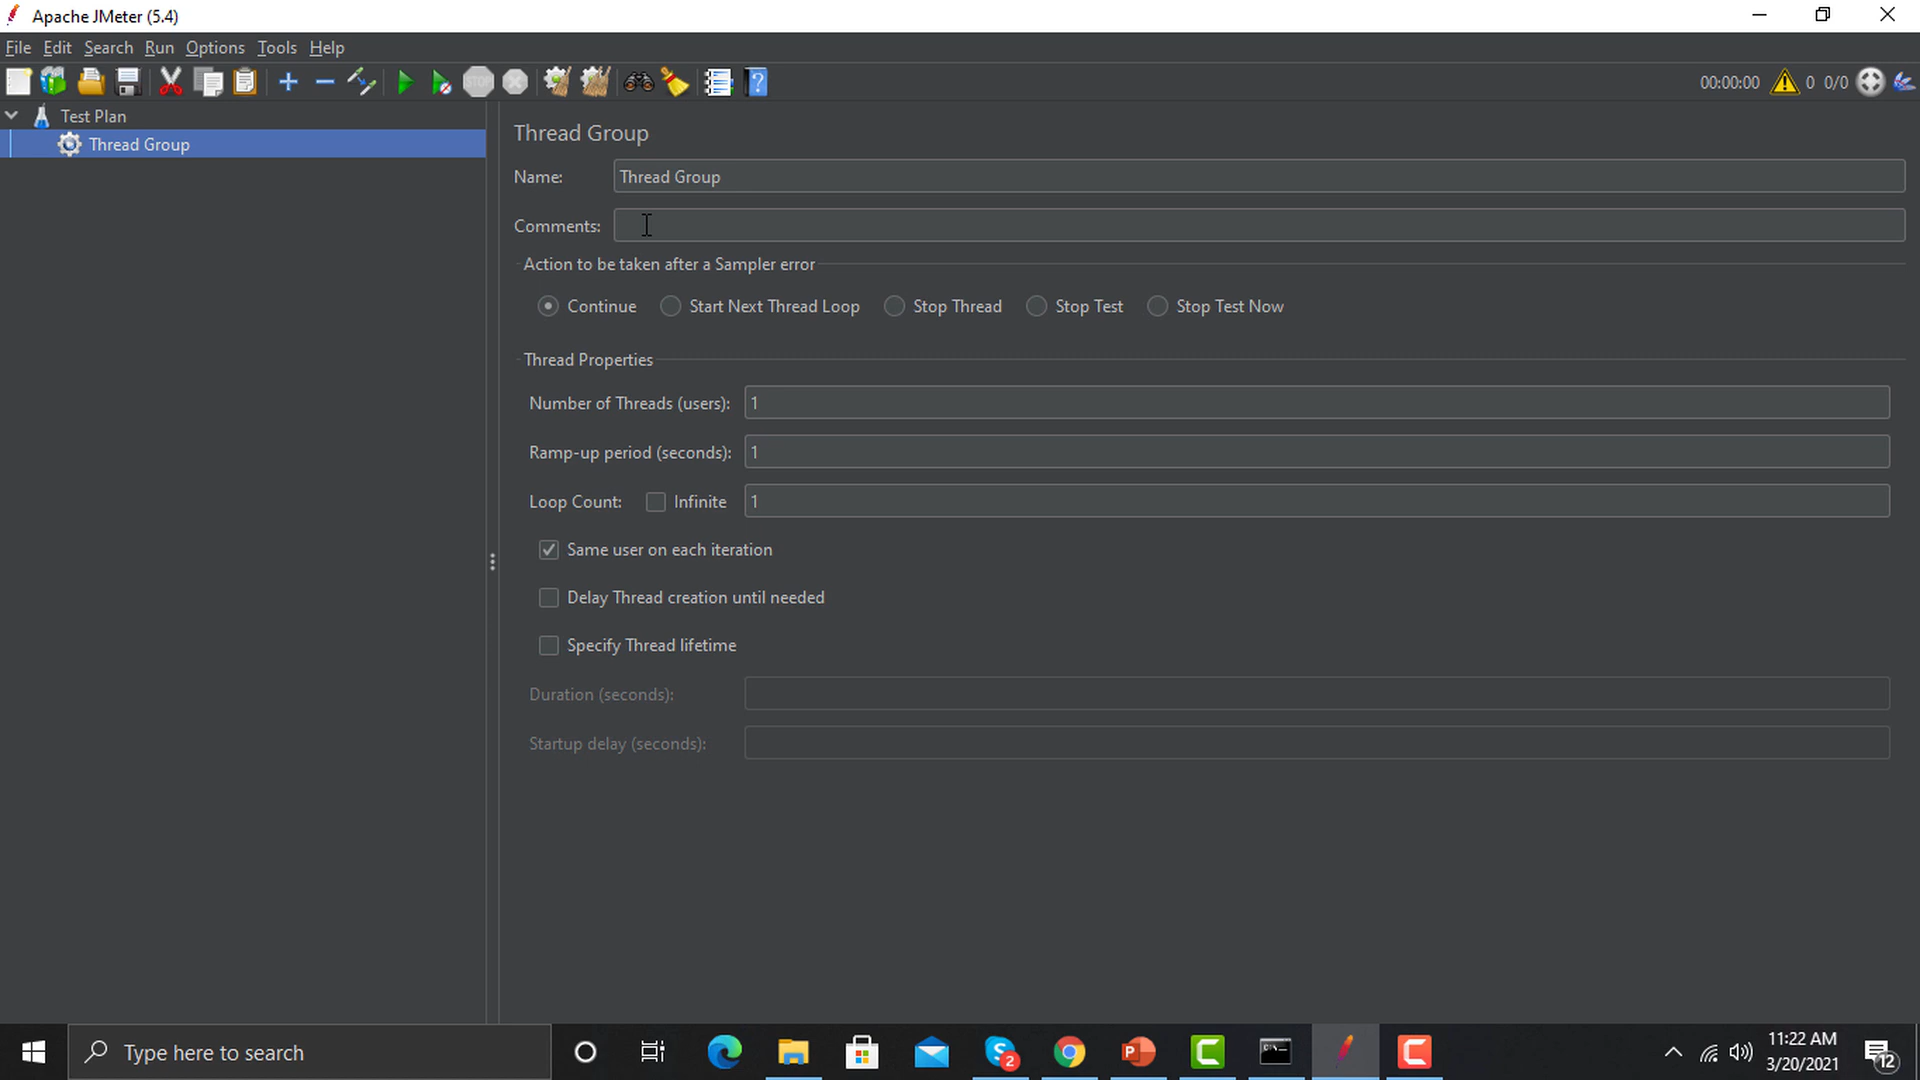 Apache JMeter (5.4)
File Edit Search Run Options Tools Help
STOP
00:00:00 0 0/0
Test Plan
Thread Group
Thread Group
Name: Thread Group
Comments:
Action to be taken after a Sampler error
Continue Start Next Thread Loop Stop Thread Stop Test Stop Test Now
Thread Properties
Number of Threads (users): 1
Ramp-up period (seconds): 1
Loop Count: Infinite 1
Same user on each iteration
Delay Thread creation until needed
Specify Thread lifetime
Duration (seconds):
Startup delay (seconds):
Type here to search
2
11:22 AM
3/20/2021
12